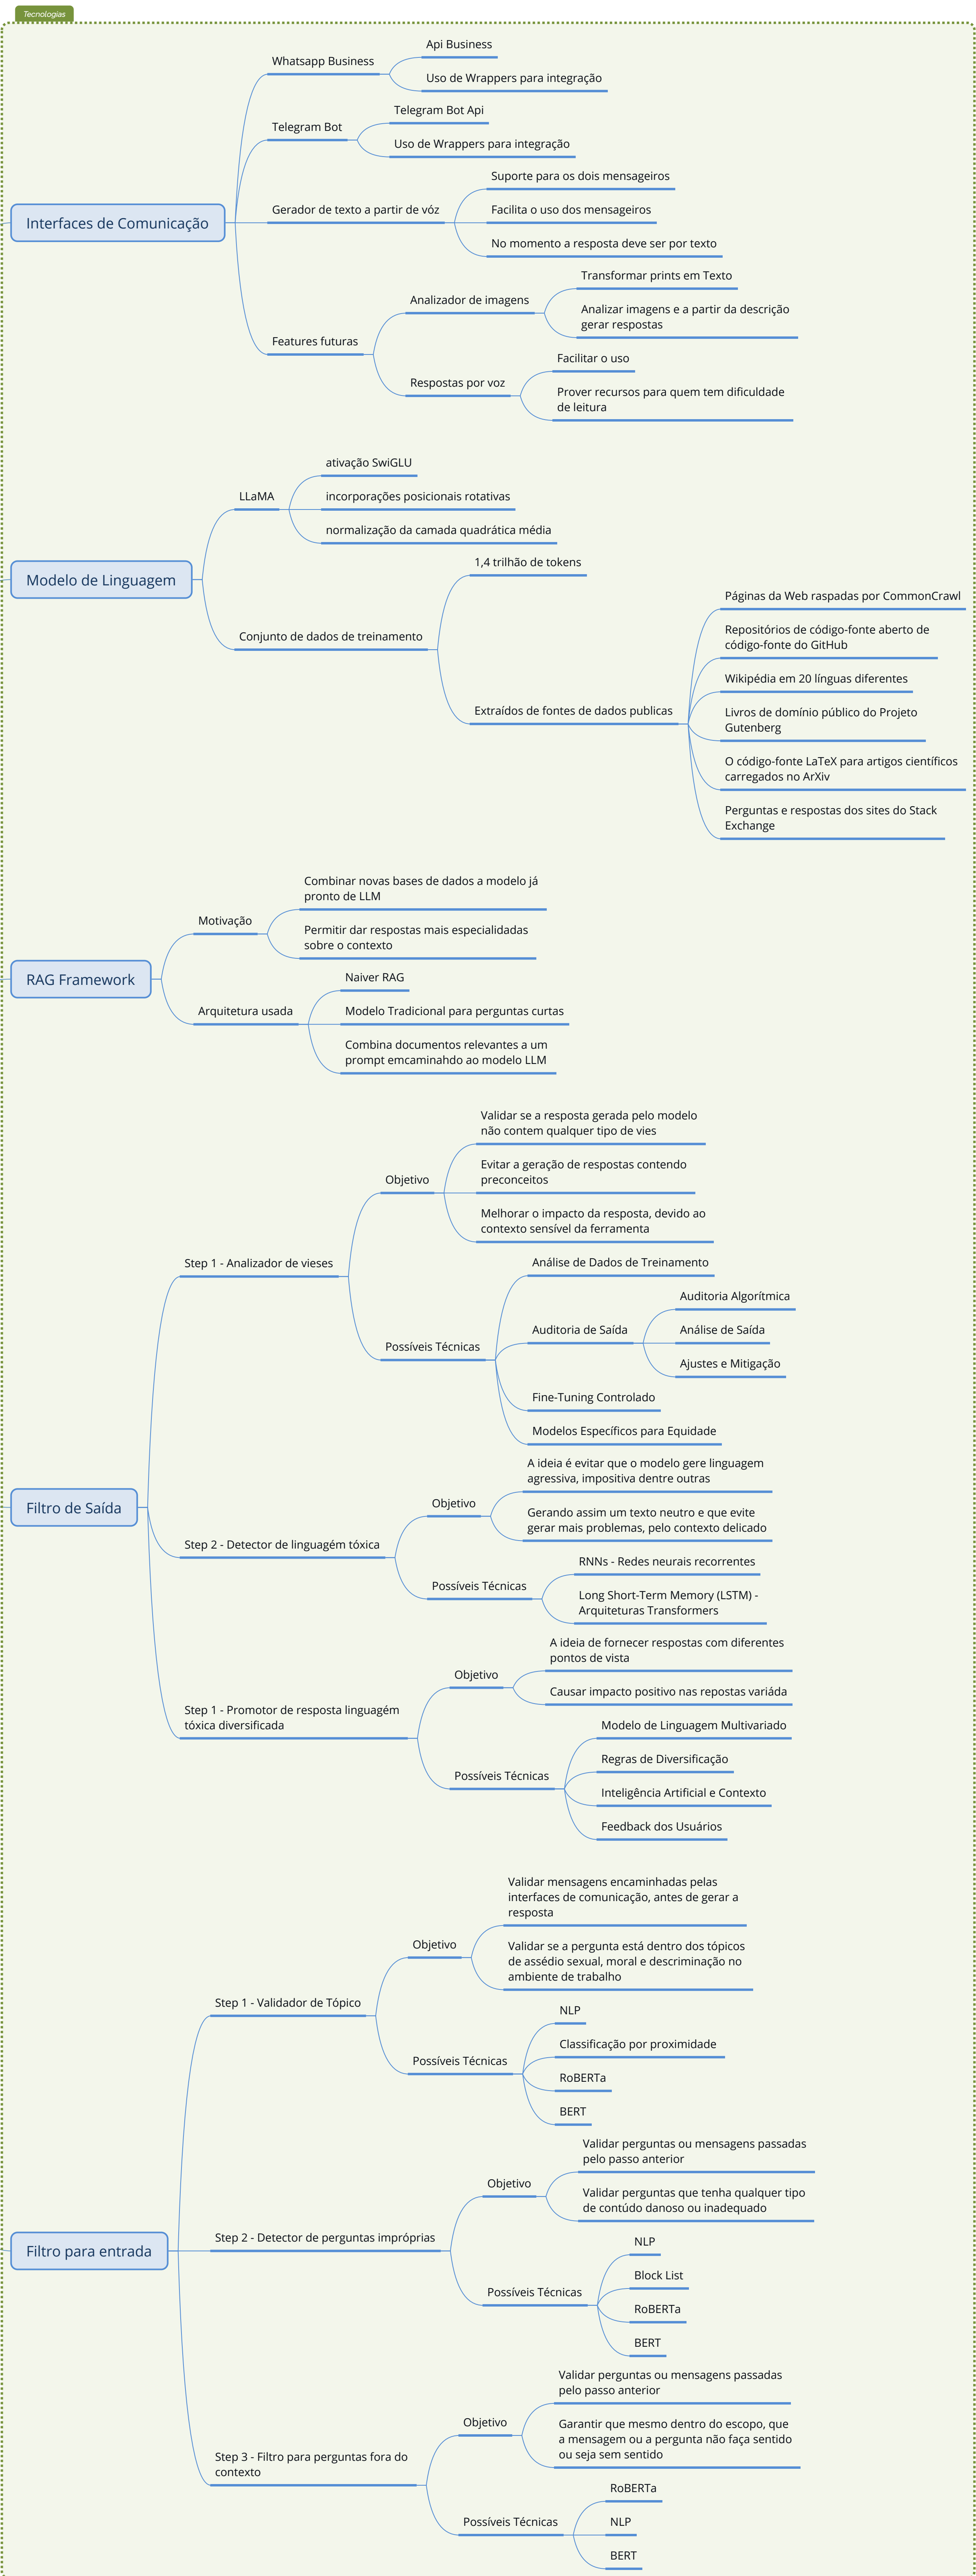 Tecnologias
Interfaces de Comunicação
Whatsapp Business
Api Business
Uso de Wrappers para integração
Telegram Bot
Telegram Bot Api
Uso de Wrappers para integração
Gerador de texto a partir de vóz
Suporte para os dois mensageiros
Facilita o uso dos mensageiros
No momento a resposta deve ser por texto
Features futuras
Analizador de imagens
Transformar prints em Texto
Analizar imagens e a partir da descrição
gerar respostas
Respostas por voz
Facilitar o uso
Prover recursos para quem tem dificuldade
de leitura
Modelo de Linguagem
LLaMA
ativação SwiGLU
incorporações posicionais rotativas
normalização da camada quadrática média
Conjunto de dados de treinamento
1,4 trilhão de tokens
Extraídos de fontes de dados publicas
Páginas da Web raspadas por CommonCrawl
Repositórios de código-fonte aberto de
código-fonte do GitHub
Wikipédia em 20 línguas diferentes
Livros de domínio público do Projeto
Gutenberg
O código-fonte LaTeX para artigos científicos
carregados no ArXiv
Perguntas e respostas dos sites do Stack
Exchange
RAG Framework
Motivação
Combinar novas bases de dados a modelo já
pronto de LLM
Permitir dar respostas mais especialidadas
sobre o contexto
Arquitetura usada
Naiver RAG
Modelo Tradicional para perguntas curtas
Combina documentos relevantes a um
prompt emcaminahdo ao modelo LLM
Filtro de Saída
Step 1 - Analizador de vieses
Objetivo
Validar se a resposta gerada pelo modelo
não contem qualquer tipo de vies
Evitar a geração de respostas contendo
preconceitos
Melhorar o impacto da resposta, devido ao
contexto sensível da ferramenta
Possíveis Técnicas
Análise de Dados de Treinamento
Auditoria de Saída
Auditoria Algorítmica
Análise de Saída
Ajustes e Mitigação
Fine-Tuning Controlado
Modelos Específicos para Equidade
Step 2 - Detector de linguagém tóxica
Objetivo
A ideia é evitar que o modelo gere linguagem
agressiva, impositiva dentre outras
Gerando assim um texto neutro e que evite
gerar mais problemas, pelo contexto delicado
Possíveis Técnicas
RNNs - Redes neurais recorrentes
Long Short-Term Memory (LSTM) -
Arquiteturas Transformers
Step 1 - Promotor de resposta linguagém
tóxica diversificada
Objetivo
A ideia de fornecer respostas com diferentes
pontos de vista
Causar impacto positivo nas repostas variáda
Possíveis Técnicas
Modelo de Linguagem Multivariado
Regras de Diversificação
Inteligência Artificial e Contexto
Feedback dos Usuários
Filtro para entrada
Step 1 - Validador de Tópico
Objetivo
Validar mensagens encaminhadas pelas
interfaces de comunicação, antes de gerar a
resposta
Validar se a pergunta está dentro dos tópicos
de assédio sexual, moral e descriminação no
ambiente de trabalho
Possíveis Técnicas
NLP
Classificação por proximidade
RoBERTa
BERT
Step 2 - Detector de perguntas impróprias
Objetivo
Validar perguntas ou mensagens passadas
pelo passo anterior
Validar perguntas que tenha qualquer tipo
de contúdo danoso ou inadequado
Possíveis Técnicas
NLP
Block List
RoBERTa
BERT
Step 3 - Filtro para perguntas fora do
contexto
Objetivo
Validar perguntas ou mensagens passadas
pelo passo anterior
Garantir que mesmo dentro do escopo, que
a mensagem ou a pergunta não faça sentido
ou seja sem sentido
Possíveis Técnicas
RoBERTa
NLP
BERT